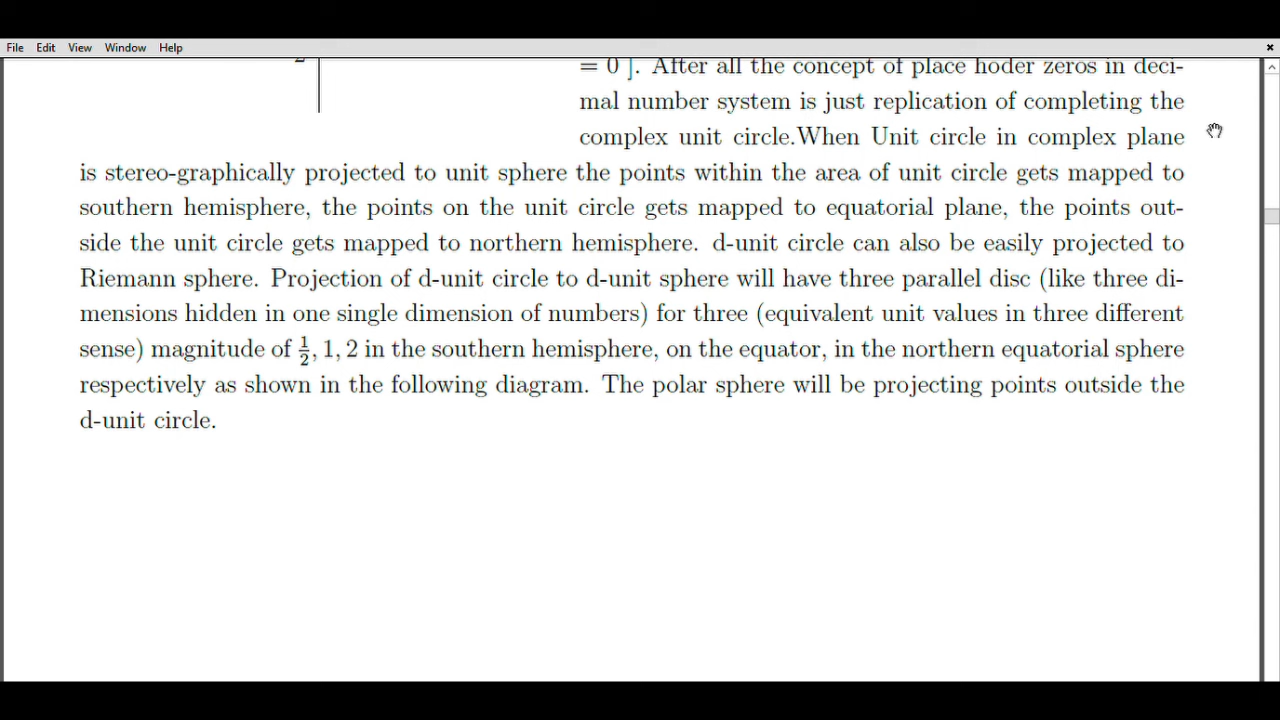 File Edit View Window Help
= 0 ]. After all the concept of place hoder zeros in deci-
mal number system is just replication of completing the
complex unit circle.When Unit circle in complex plane
is stereo-graphically projected to unit sphere the points within the area of unit circle gets mapped to
southern hemisphere, the points on the unit circle gets mapped to equatorial plane, the points out-
side the unit circle gets mapped to northern hemisphere. d-unit circle can also be easily projected to
Riemann sphere. Projection of d-unit circle to d-unit sphere will have three parallel disc (like three di-
mensions hidden in one single dimension of numbers) for three (equivalent unit values in three different
sense) magnitude of ½, 1, 2 in the southern hemisphere, on the equator, in the northern equatorial sphere
respectively as shown in the following diagram. The polar sphere will be projecting points outside the
d-unit circle.